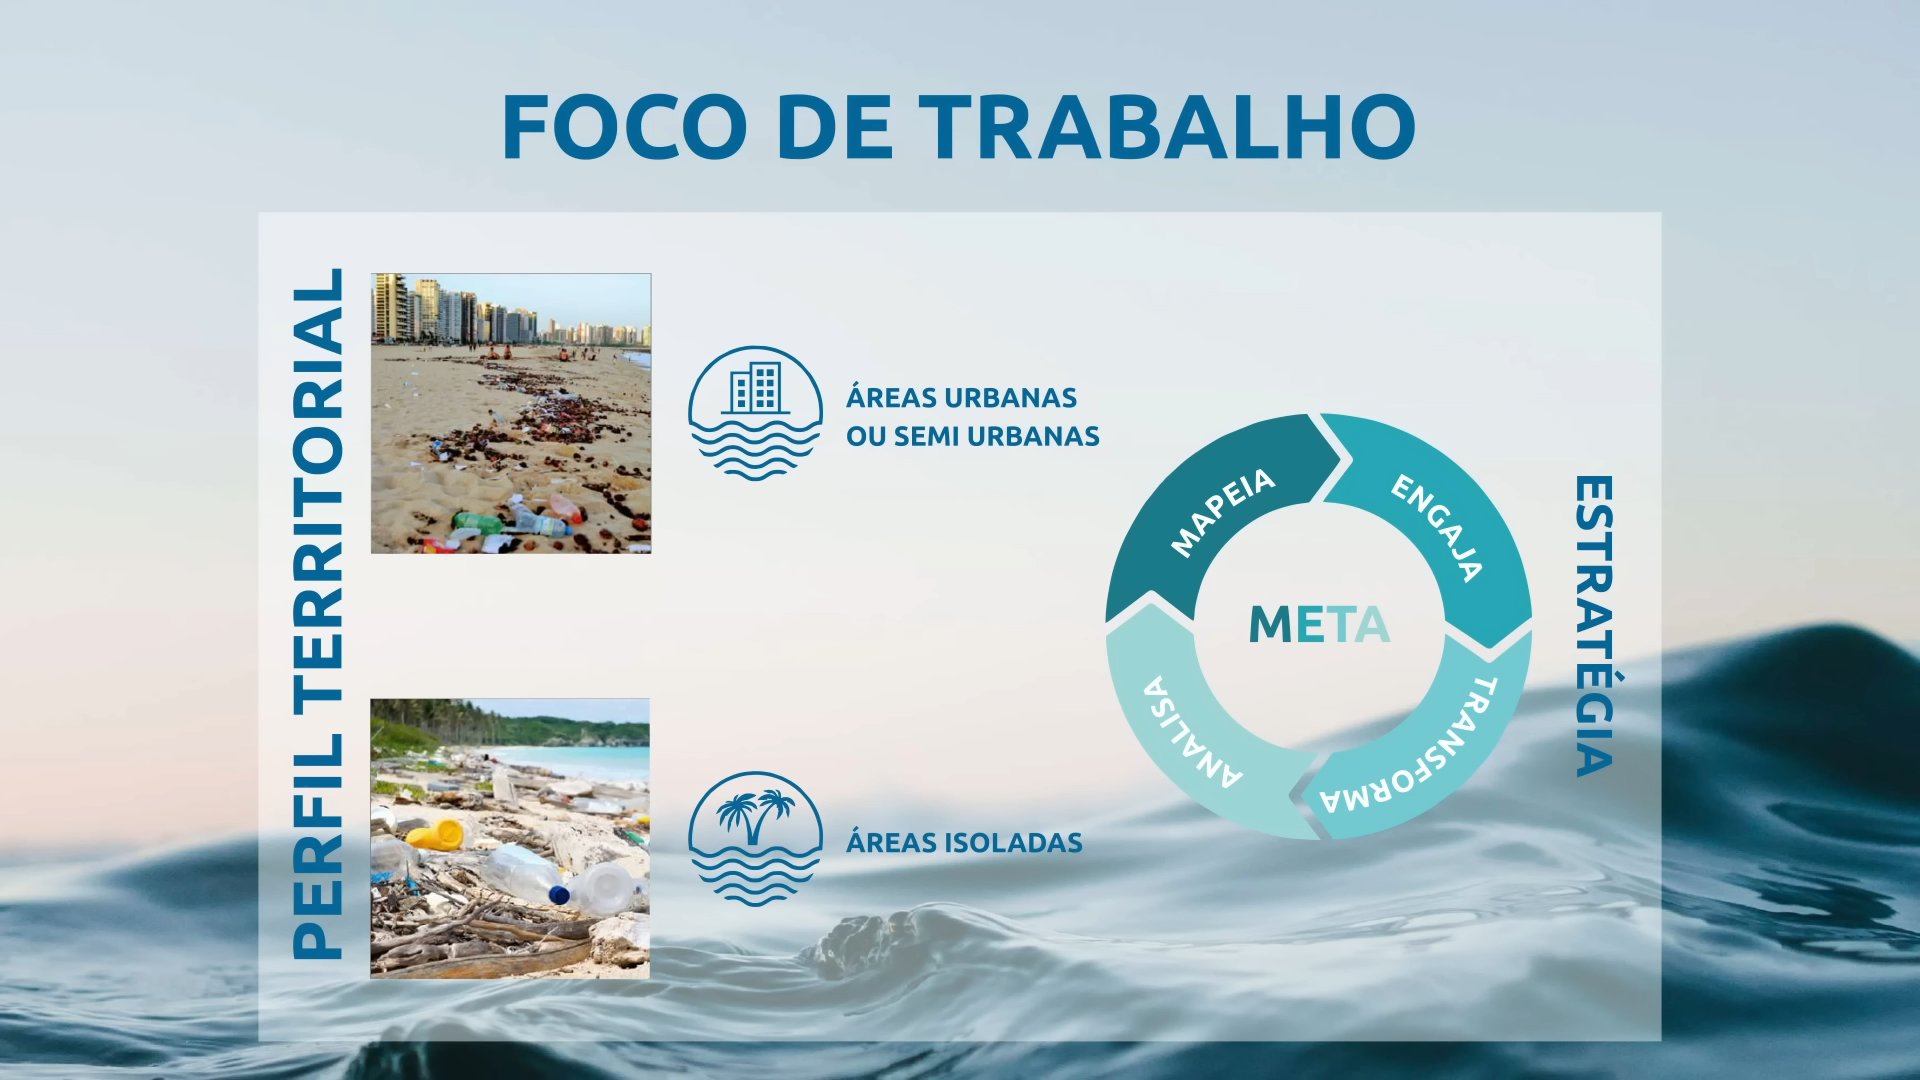 FOCO DE TRABALHO
PERFIL TERRITORIAL
ÁREAS URBANAS
OU SEMI URBANAS
ÁREAS ISOLADAS
MAPEIA
ENGAJA
TRANSFORMA
ANALISA
META
ESTRATÉGIA